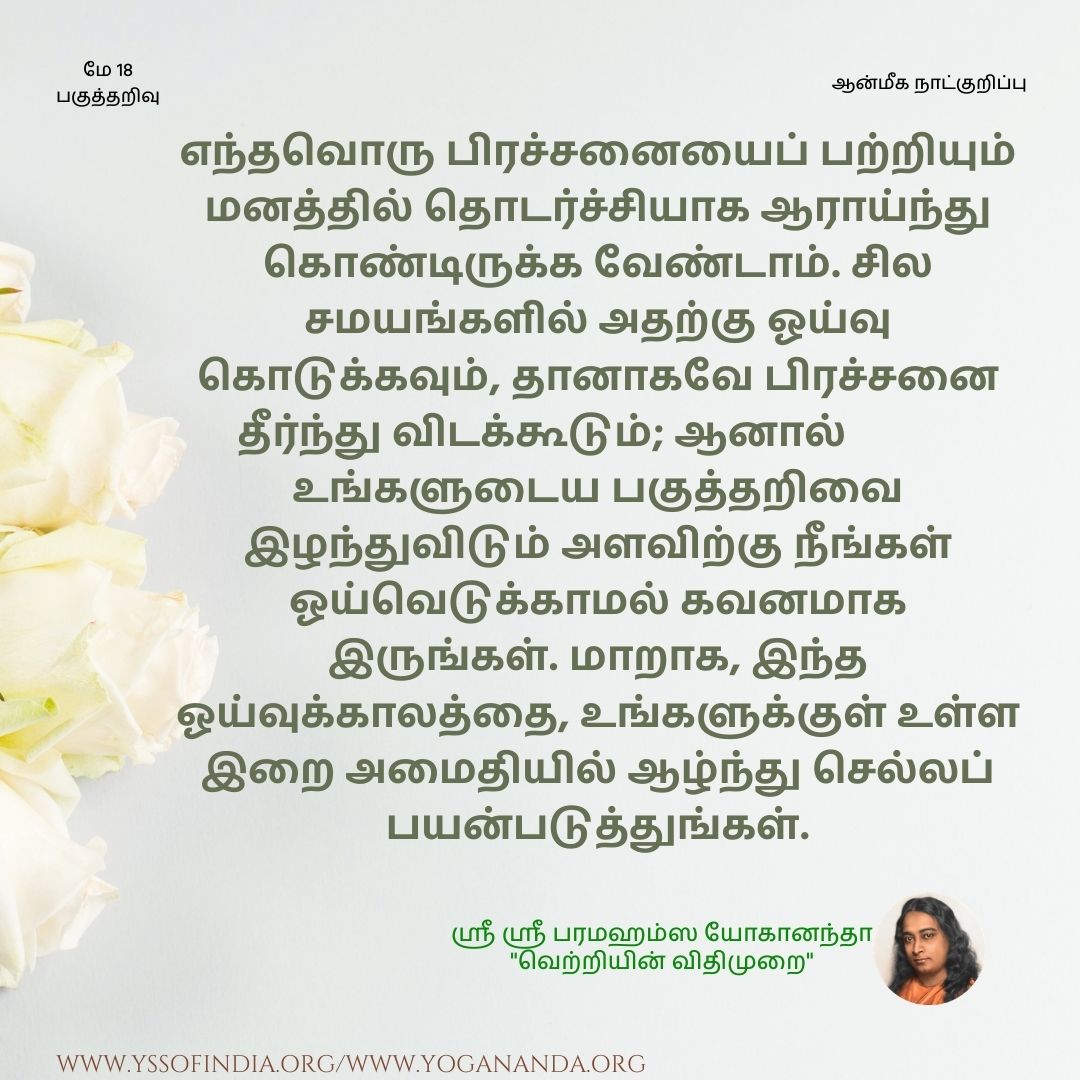 மே 18
பகுத்தறிவு
ஆன்மீக நாட்குறிப்பு
எந்தவொரு பிரச்சனையைப் பற்றியும்
மனத்தில் தொடர்ச்சியாக ஆராய்ந்து
கொண்டிருக்க வேண்டாம். சில
சமயங்களில் அதற்கு ஓய்வு
கொடுக்கவும், தானாகவே பிரச்சனை
தீர்ந்து விடக்கூடும்; ஆனால்
உங்களுடைய பகுத்தறிவை
இழந்துவிடும் அளவிற்கு நீங்கள்
ஓய்வெடுக்காமல் கவனமாக
இருங்கள். மாறாக, இந்த
ஓய்வுக்காலத்தை, உங்களுக்குள் உள்ள
இறை அமைதியில் ஆழ்ந்து செல்லப்
பயன்படுத்துங்கள்.
ஸ்ரீ ஸ்ரீ பரமஹம்ஸ யோகானந்தா
"வெற்றியின் விதிமுறை"
WWW.YSSOFINDIA.ORG/WWW.YOGANANDA.ORG